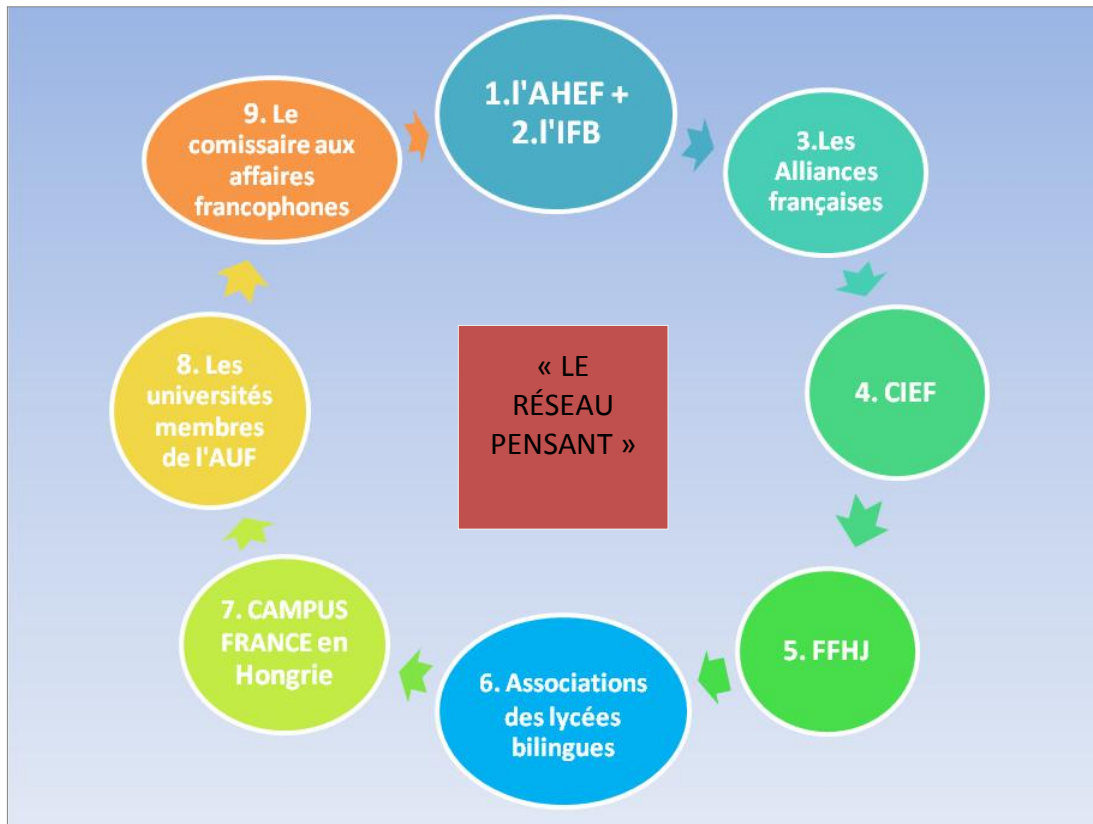 1.l'AHEF +
2.l'IFB
3.Les
Alliances
françaises
4. CIEF
5. FFHJ
6. Associations
des lycées
bilingues
7. CAMPUS
FRANCE en
Hongrie
8. Les
universités
membres
de l'AUF
9. Le
comissaire aux
affaires
francophones
« LE
RÉSEAU
PENSANT »